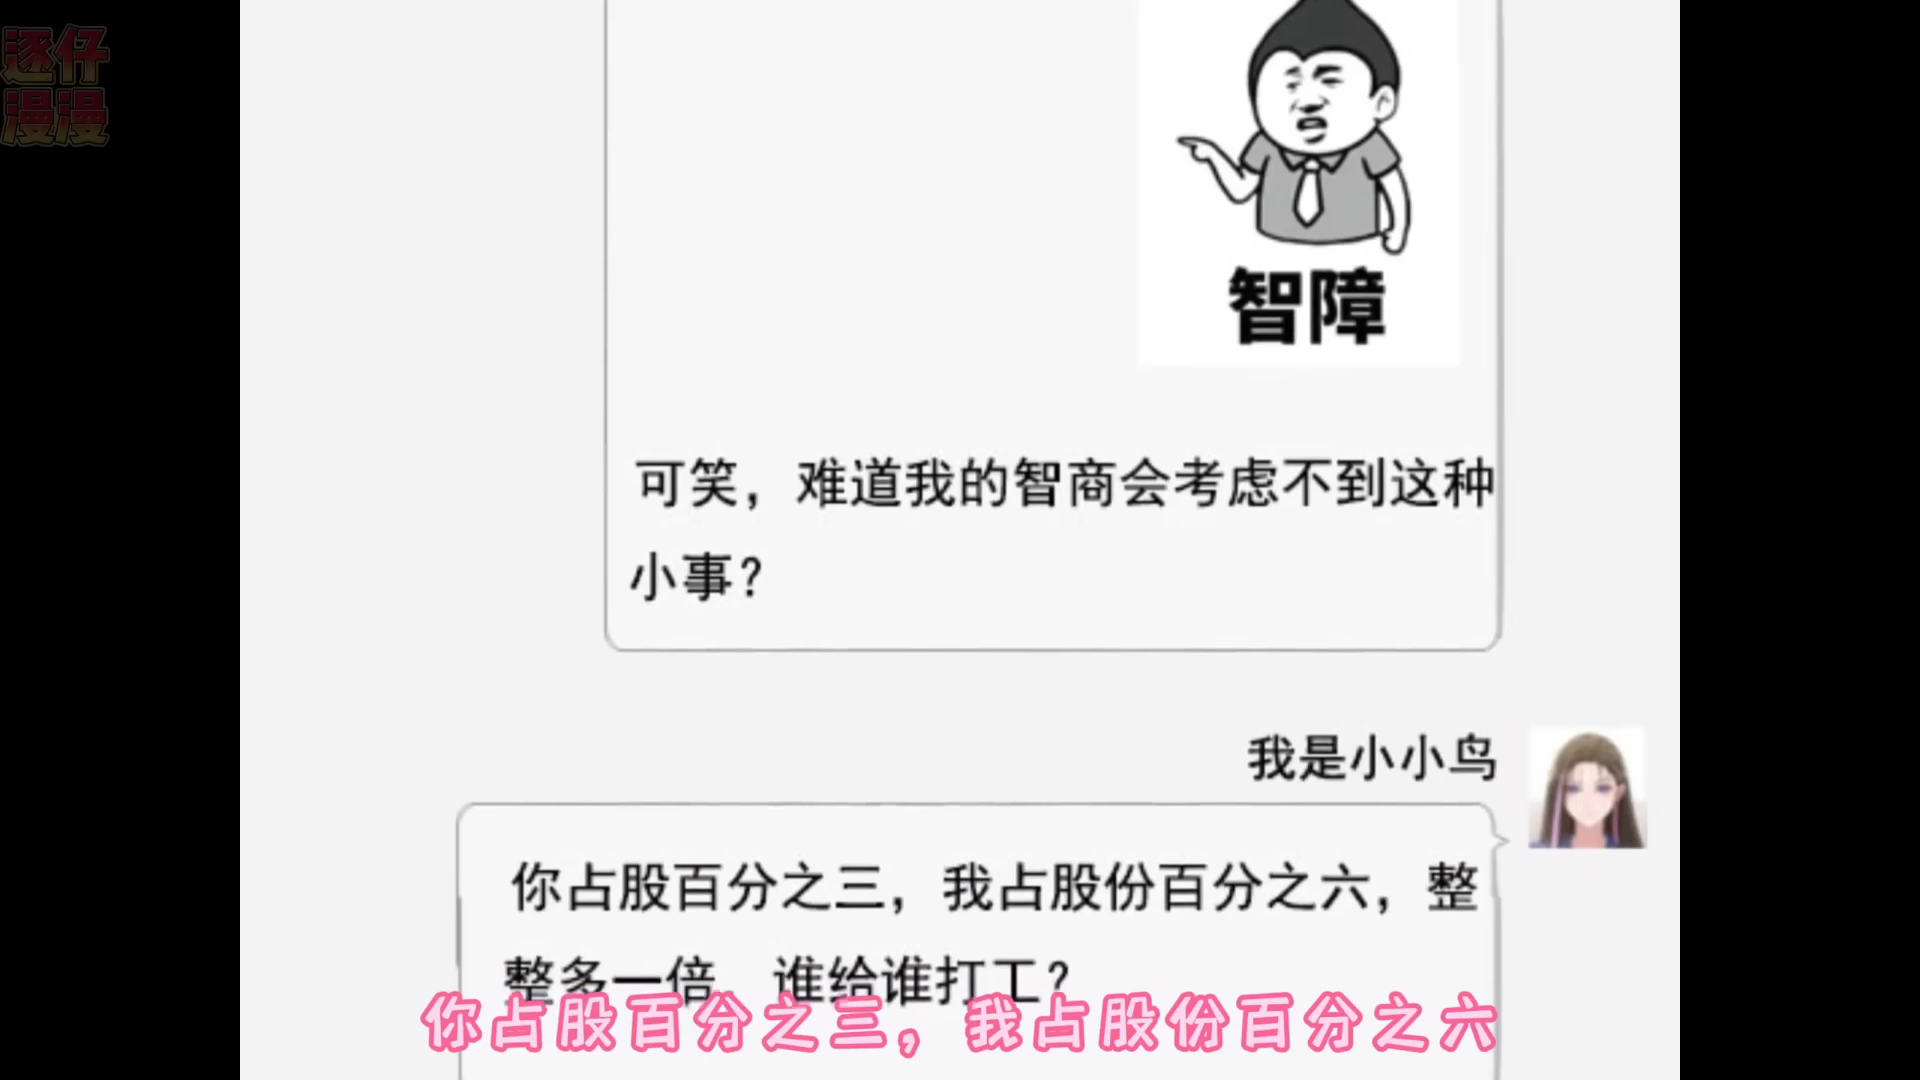 逐仔
漫漫
智障
可笑，难道我的智商会考虑不到这种
小事？
我是小小鸟
你占股百分之三，我占股份百分之六，整
整多一倍，谁给谁打工？
你占股百分之三，我占股份百分之六